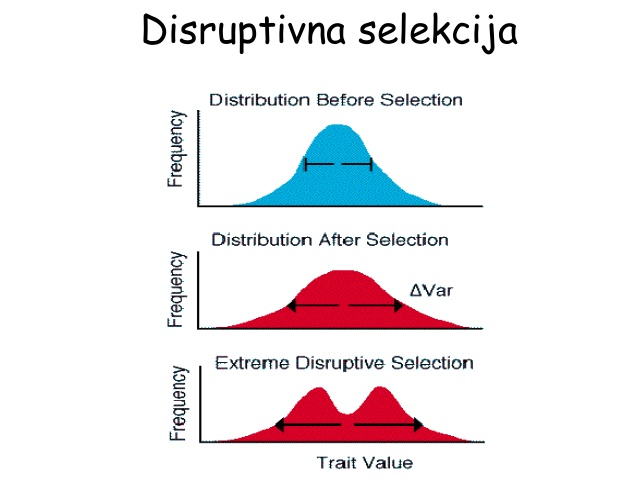 Disruptivna selekcija
Distribution Before Selection
Frequency
Distribution After Selection
Frequency
ΔVar
Extreme Disruptive Selection
Frequency
Trait Value